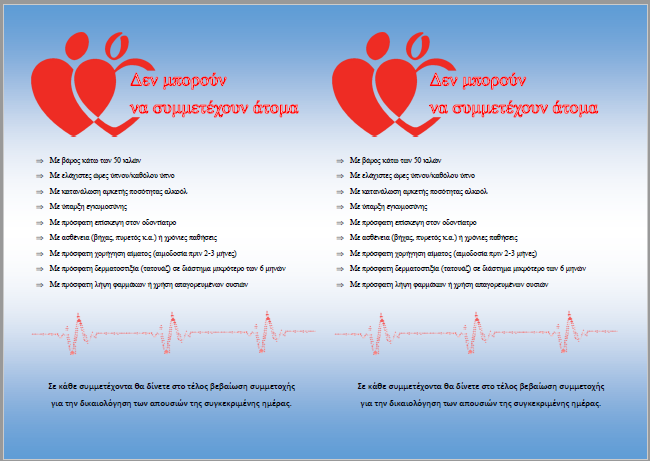 Δεν μπορούν
να συμμετέχουν άτομα
⇒ Με βάρος κάτω των 50 κιλών
⇒ Με ελάχιστες ώρες ύπνου/καθόλου ύπνο
⇒ Με κατανάλωση αρκετής ποσότητας αλκοόλ
⇒ Με ύπαρξη εγκυμοσύνης
⇒ Με πρόσφατη επίσκεψη στον οδοντίατρο
⇒ Με ασθένεια (βήχας, πυρετός κ.α.) ή χρόνιες παθήσεις
⇒ Με πρόσφατη χορήγηση αίματος (αιμοδοσία πριν 2-3 μήνες)
⇒ Με πρόσφατη δερματοστιξία (τατουάζ) σε διάστημα μικρότερο των 6 μηνών
⇒ Με πρόσφατη λήψη φαρμάκων ή χρήση απαγορευμένων ουσιών
Σε κάθε συμμετέχοντα θα δίνετε στο τέλος βεβαίωση συμμετοχής
για την δικαιολόγηση των απουσιών της συγκεκριμένης ημέρας.
Δεν μπορούν
να συμμετέχουν άτομα
⇒ Με βάρος κάτω των 50 κιλών
⇒ Με ελάχιστες ώρες ύπνου/καθόλου ύπνο
⇒ Με κατανάλωση αρκετής ποσότητας αλκοόλ
⇒ Με ύπαρξη εγκυμοσύνης
⇒ Με πρόσφατη επίσκεψη στον οδοντίατρο
⇒ Με ασθένεια (βήχας, πυρετός κ.α.) ή χρόνιες παθήσεις
⇒ Με πρόσφατη χορήγηση αίματος (αιμοδοσία πριν 2-3 μήνες)
⇒ Με πρόσφατη δερματοστιξία (τατουάζ) σε διάστημα μικρότερο των 6 μηνών
⇒ Με πρόσφατη λήψη φαρμάκων ή χρήση απαγορευμένων ουσιών
Σε κάθε συμμετέχοντα θα δίνετε στο τέλος βεβαίωση συμμετοχής
για την δικαιολόγηση των απουσιών της συγκεκριμένης ημέρας.